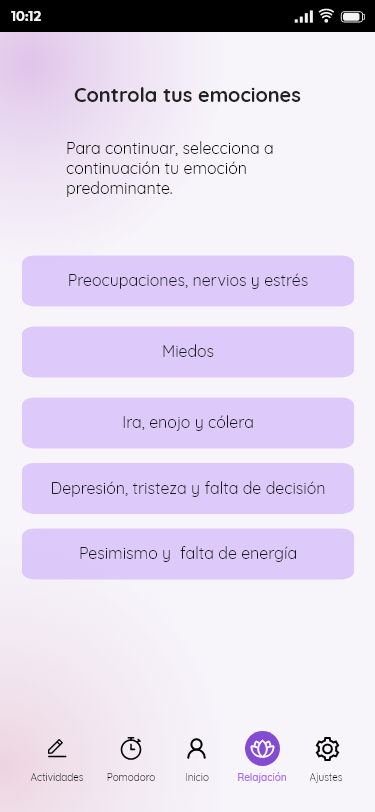 10:12
Controla tus emociones
Para continuar, selecciona a
continuación tu emoción
predominante.
Preocupaciones, nervios y estrés
Miedos
Ira, enojo y cólera
Depresión, tristeza y falta de decisión
Pesimismo y  falta de energía
Actividades
Pomodoro
Inicio
Relajación
Ajustes